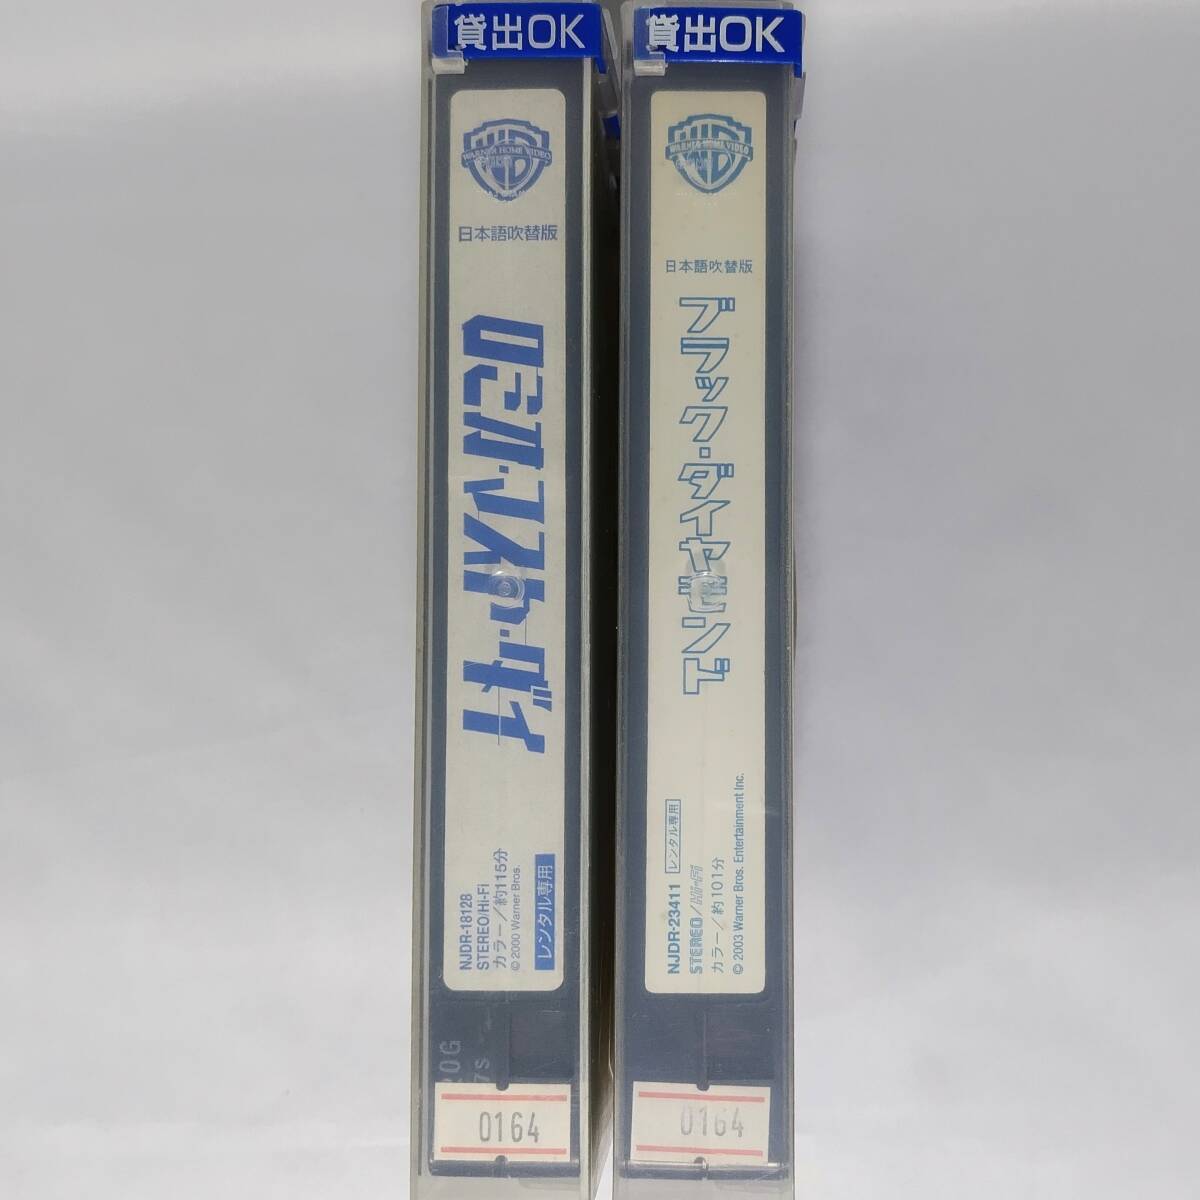 貸出OK
WARNER HOME VIDEO
日本語吹替版
ロミオ・マスト・ダイ
NJDR-18128
STEREO/Hi-Fi
カラー/約115分
© 2000 Warner Bros.
レンタル専用
0164
貸出OK
WARNER HOME VIDEO
日本語吹替版
ブラック・ダイヤモンド
NJDR-23411 レンタル専用
STEREO/Hi-Fi
カラー/約101分
© 2003 Warner Bros. Entertainment Inc.
0164